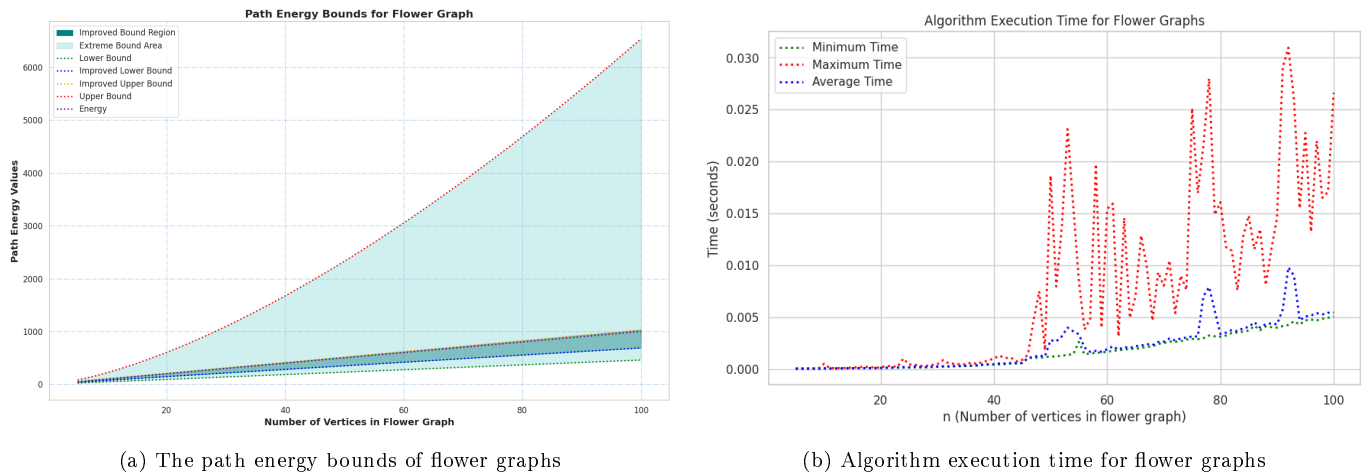 Path Energy Bounds for Flower Graph
Improved Bound Region
Extreme Bound Area
Lower Bound
Improved Lower Bound
Improved Upper Bound
Upper Bound
Energy
Path Energy Values
6000
5000
4000
3000
2000
1000
0
20
40
60
80
100
Number of Vertices in Flower Graph
(a) The path energy bounds of flower graphs
Algorithm Execution Time for Flower Graphs
Minimum Time
Maximum Time
Average Time
Time (seconds)
0.030
0.025
0.020
0.015
0.010
0.005
0.000
20
40
60
80
100
n (Number of vertices in flower graph)
(b) Algorithm execution time for flower graphs